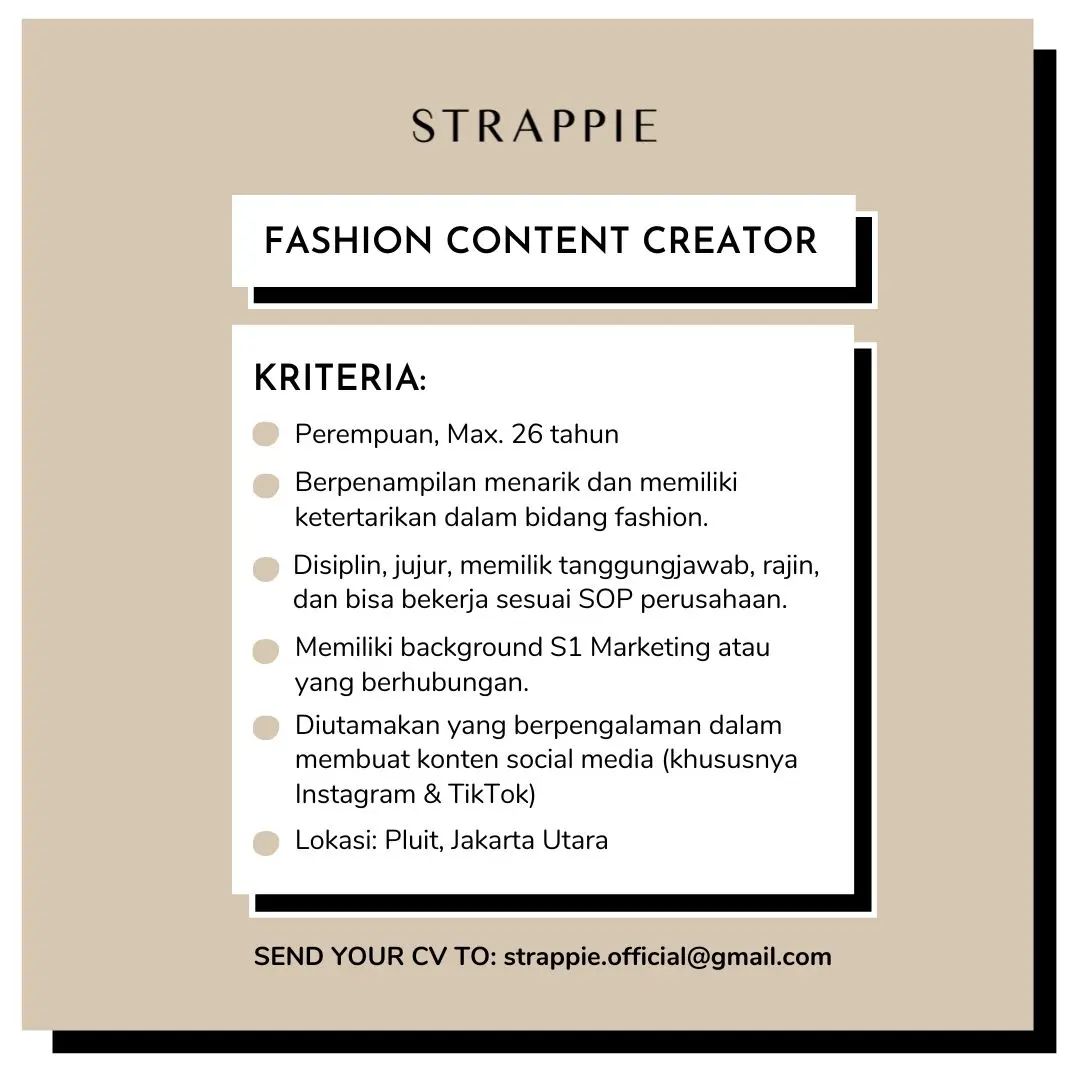 STRAPPIE
FASHION CONTENT CREATOR
KRITERIA:
Perempuan, Max. 26 tahun
Berpenampilan menarik dan memiliki
ketertarikan dalam bidang fashion.
Disiplin, jujur, memilik tanggungjawab, rajin,
dan bisa bekerja sesuai SOP perusahaan.
Memiliki background S1 Marketing atau
yang berhubungan.
Diutamakan yang berpengalaman dalam
membuat konten social media (khususnya
Instagram & TikTok)
Lokasi: Pluit, Jakarta Utara
SEND YOUR CV TO: strappie.official@gmail.com